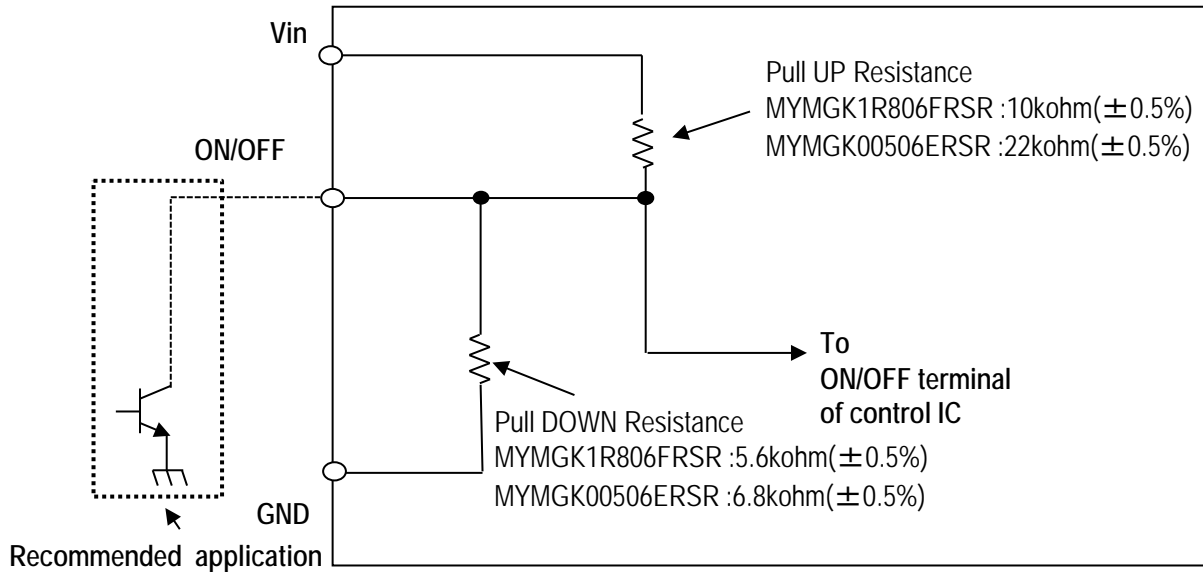 Vin
Pull UP Resistance
MYMGK1R806FRSR :10kohm(±0.5%)
MYMGK00506ERSR :22kohm(±0.5%)
ON/OFF
To
ON/OFF terminal
of control IC
Pull DOWN Resistance
MYMGK1R806FRSR :5.6kohm(±0.5%)
MYMGK00506ERSR :6.8kohm(±0.5%)
GND
Recommended application